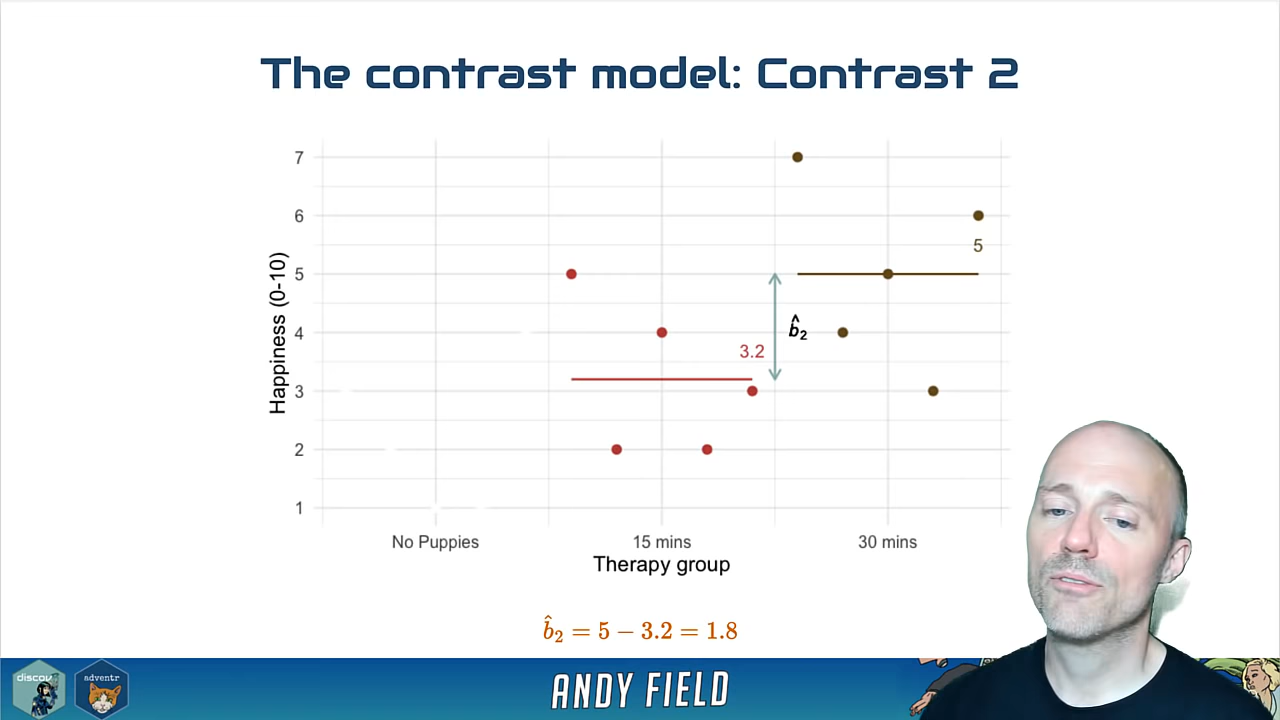 The contrast model: Contrast 2
7
6
5
4
3
2
1
Happiness (0-10)
5
b̂₂
3.2
No Puppies
15 mins
30 mins
Therapy group
b̂₂ = 5 − 3.2 = 1.8
discov
adventr
ANDY FIELD